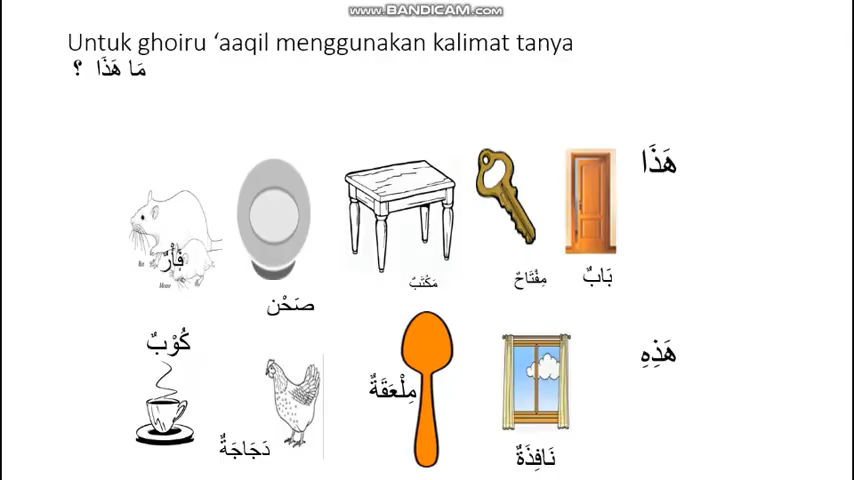 WWW.BANDICAM.COM
Untuk ghoiru ‘aaqil menggunakan kalimat tanya
مَا هَذَا ؟
هَذَا
بَابٌ
مِفْتَاحٌ
مَكْتَبٌ
صَحْن
فَأْرٌ
هَذِهِ
نَافِذَةٌ
مِلْعَقَةٌ
دَجَاجَةٌ
كُوْبٌ